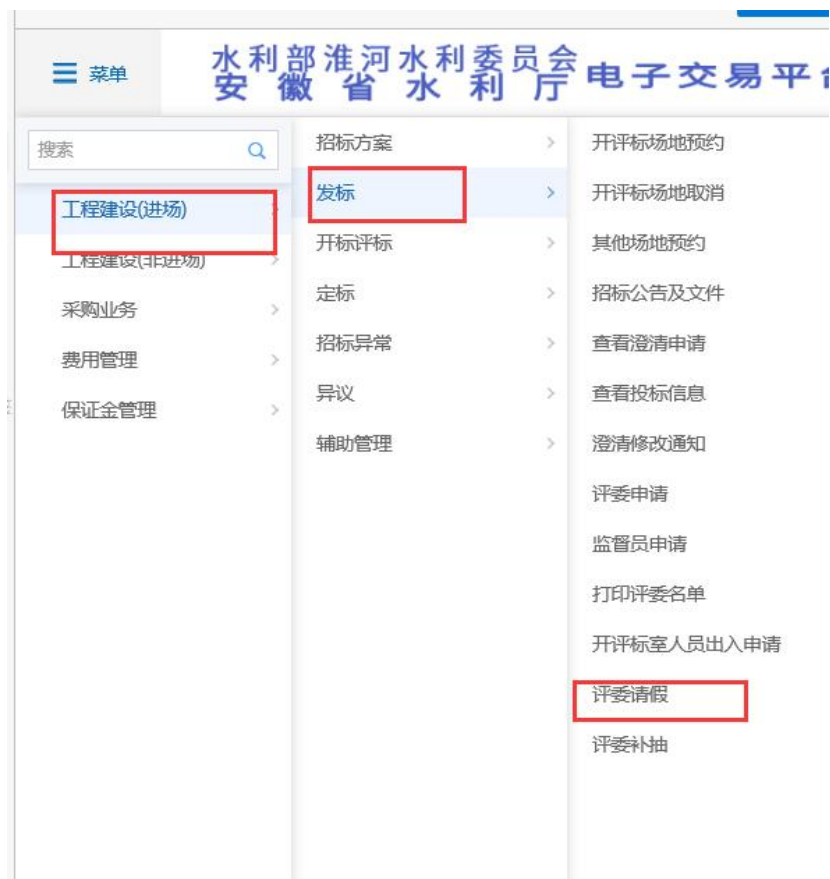 菜单
水利部淮河水利委员会
安徽省水利厅
电子交易平台
搜索
工程建设(进场)
工程建设(非进场)
采购业务
费用管理
保证金管理
招标方案
发标
开标评标
定标
招标异常
异议
辅助管理
开评标场地预约
开评标场地取消
其他场地预约
招标公告及文件
查看澄清申请
查看投标信息
澄清修改通知
评委申请
监督员申请
打印评委名单
开评标室人员出入申请
评委请假
评委补抽